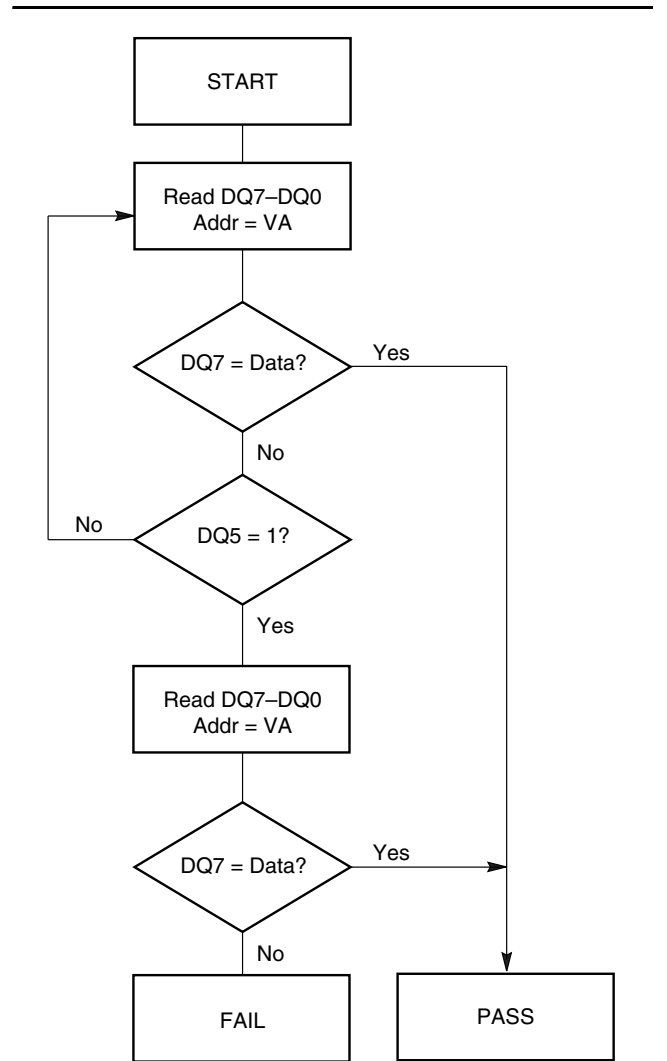 START
Read DQ7–DQ0
Addr = VA
DQ7 = Data?
Yes
No
No
DQ5 = 1?
Yes
Read DQ7–DQ0
Addr = VA
DQ7 = Data?
Yes
No
FAIL
PASS